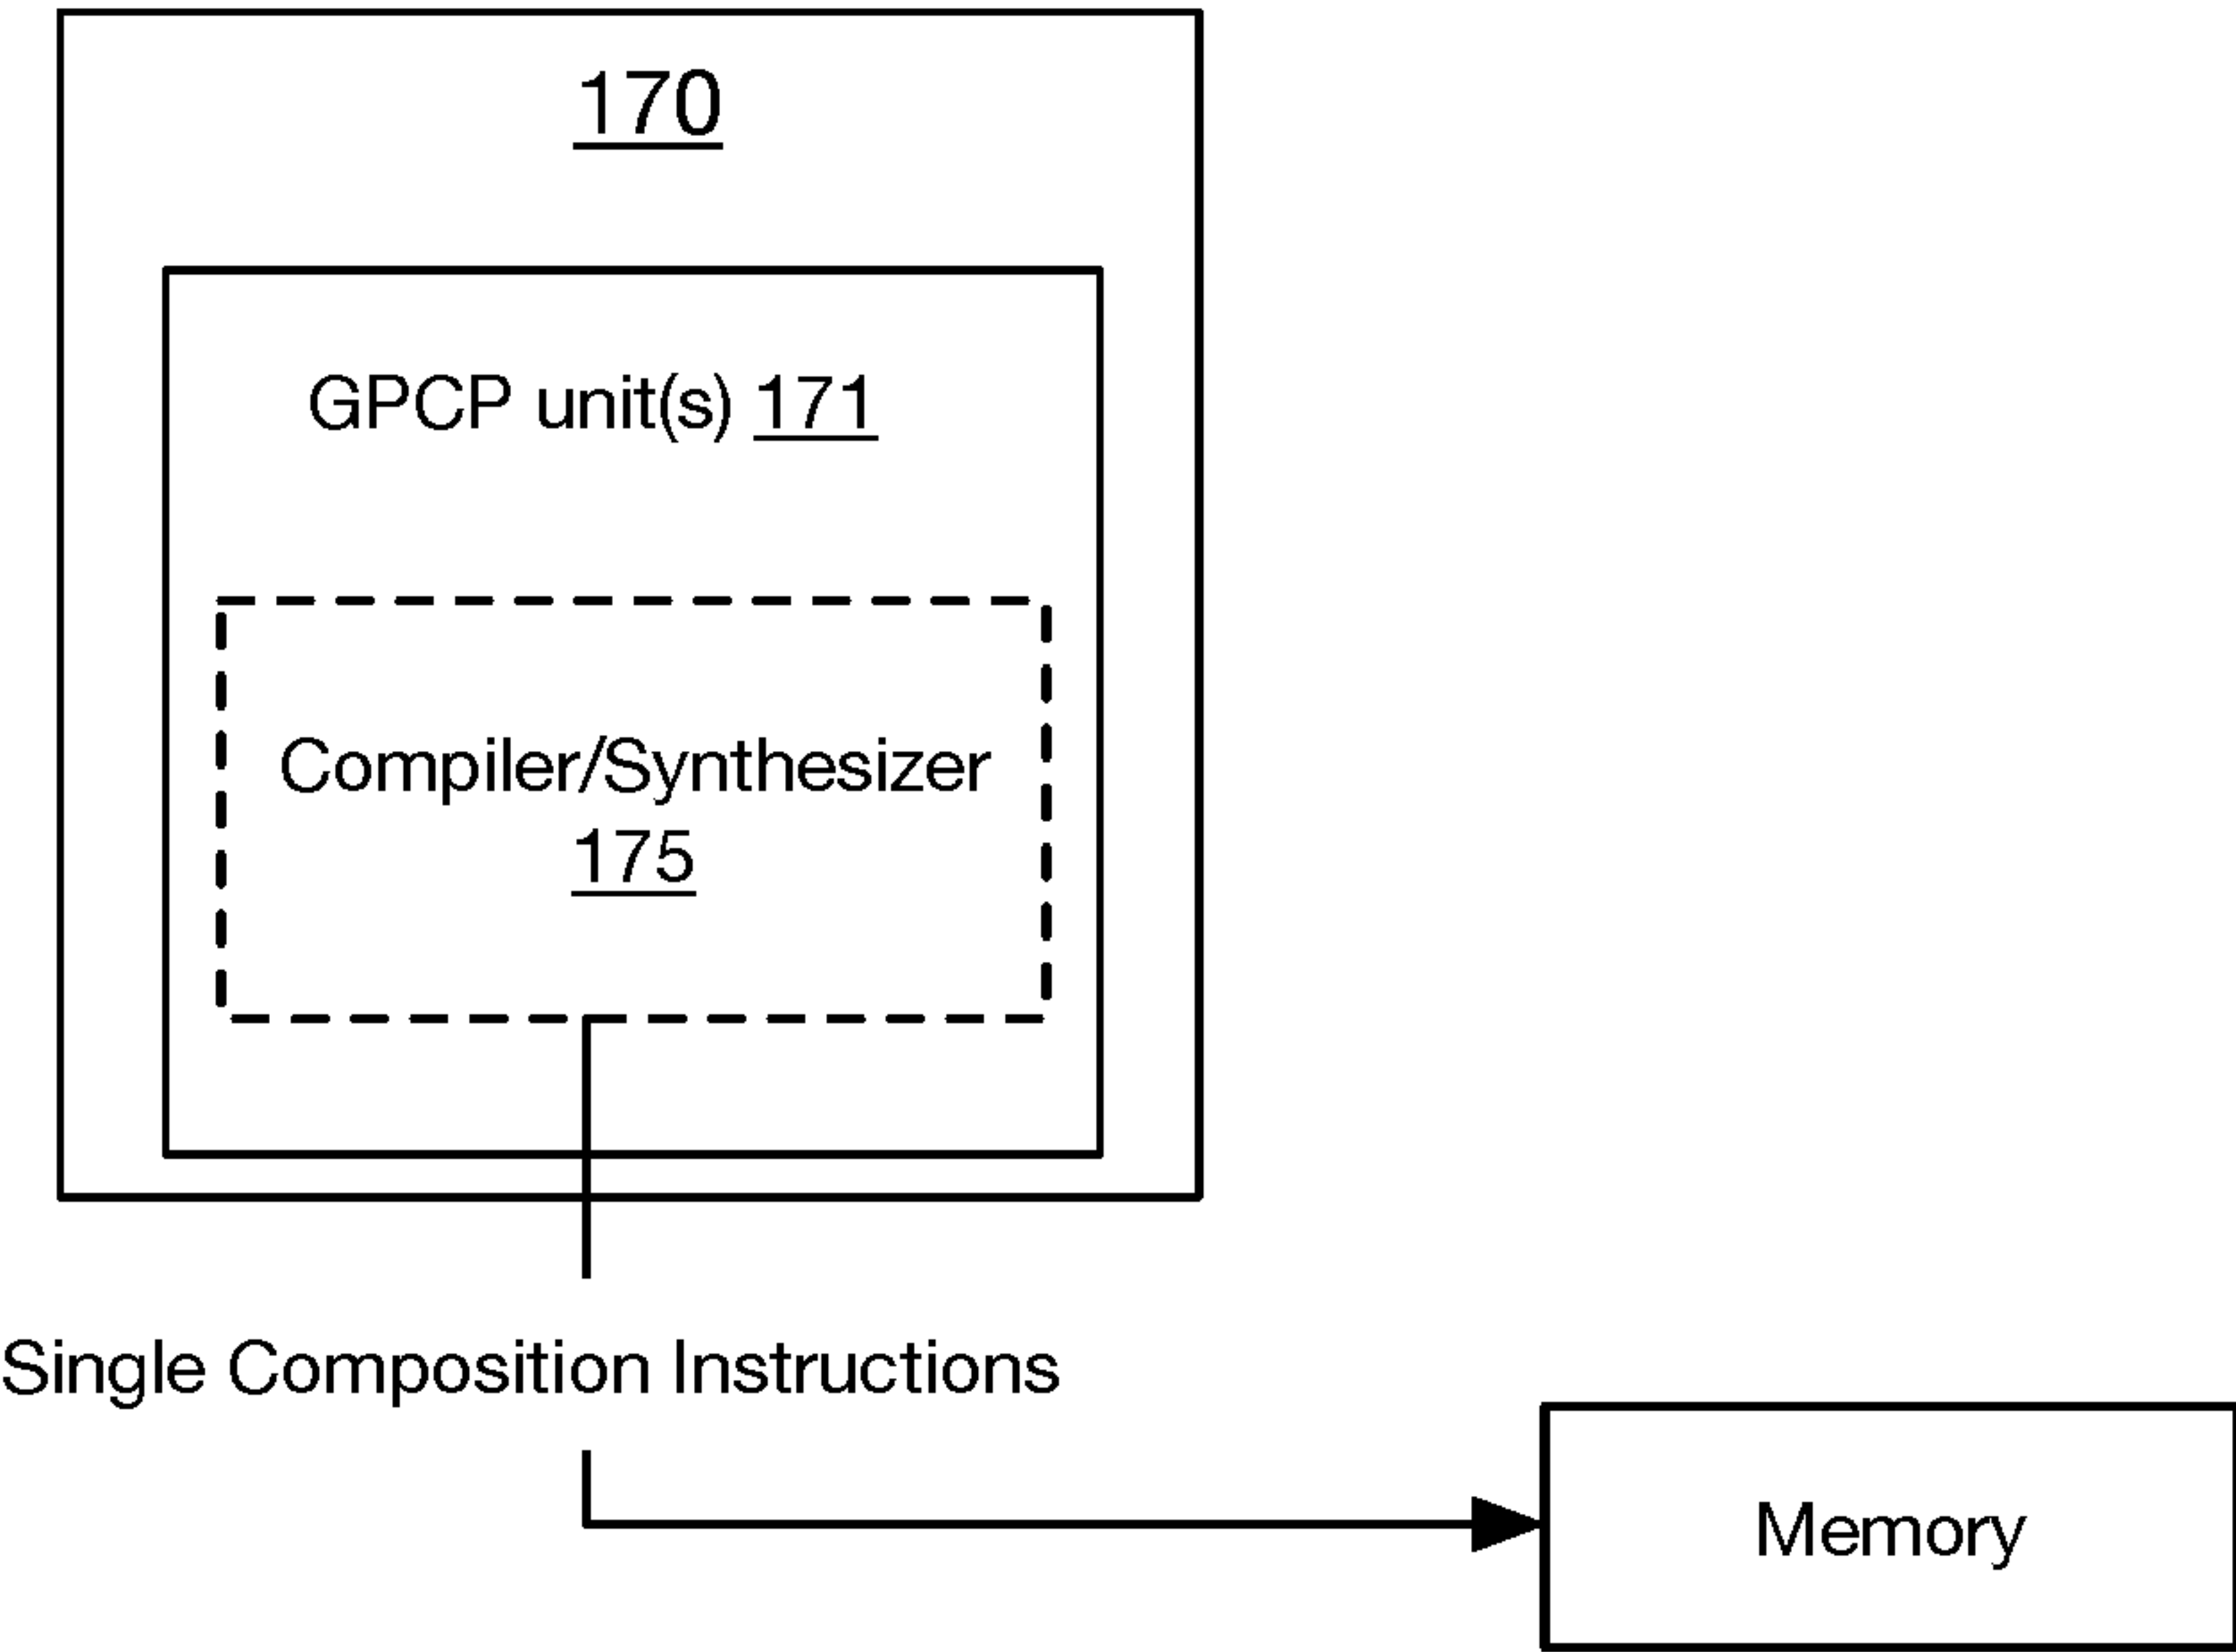 170
GPCP unit(s) 171
Compiler/Synthesizer
175
Single Composition Instructions
Memory